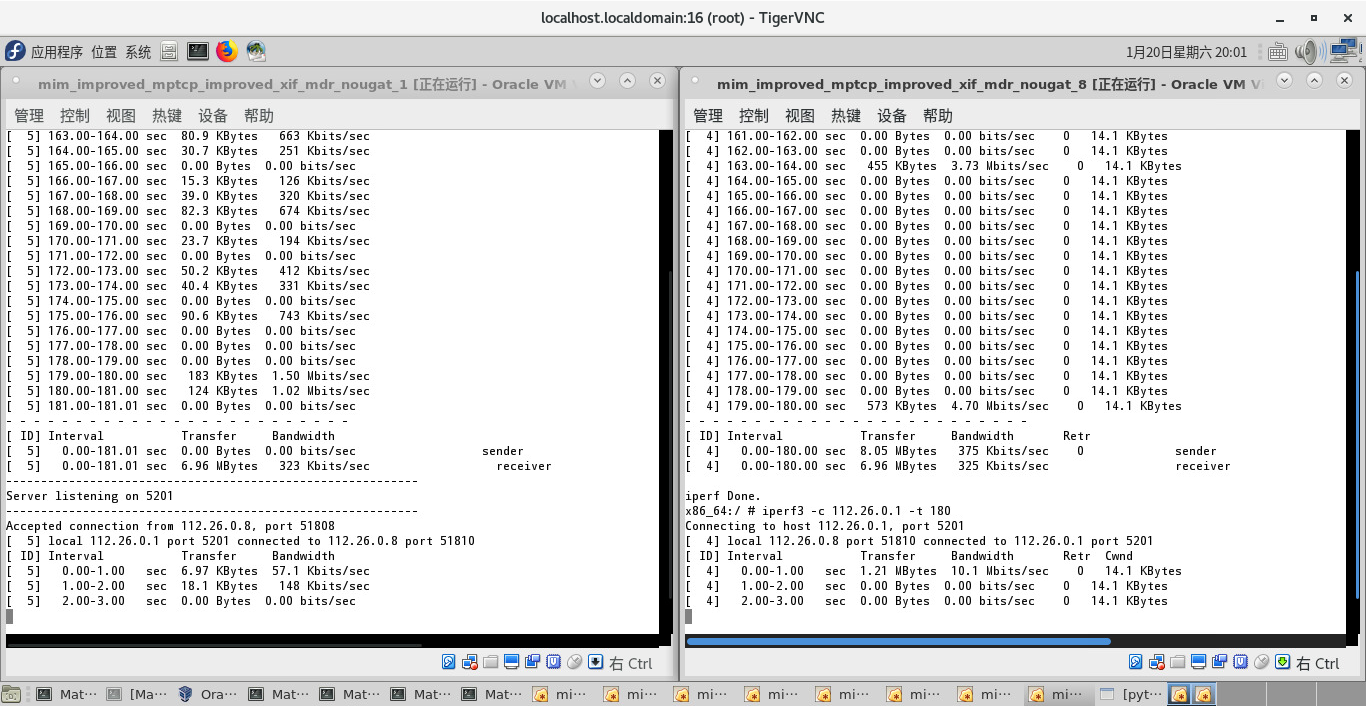 localhost.localdomain:16 (root) - TigerVNC
应用程序 位置 系统
1月20日星期六 20:01
mim_improved_mptcp_improved_xif_mdr_nougat_1 [正在运行] - Oracle VM
管理 控制 视图 热键 设备 帮助
[  5] 163.00-164.00 sec  80.9 KBytes   663 Kbits/sec
[  5] 164.00-165.00 sec  30.7 KBytes   251 Kbits/sec
[  5] 165.00-166.00 sec  0.00 Bytes  0.00 bits/sec
[  5] 166.00-167.00 sec  15.3 KBytes   126 Kbits/sec
[  5] 167.00-168.00 sec  39.0 KBytes   320 Kbits/sec
[  5] 168.00-169.00 sec  82.3 KBytes   674 Kbits/sec
[  5] 169.00-170.00 sec  0.00 Bytes  0.00 bits/sec
[  5] 170.00-171.00 sec  23.7 KBytes   194 Kbits/sec
[  5] 171.00-172.00 sec  0.00 Bytes  0.00 bits/sec
[  5] 172.00-173.00 sec  50.2 KBytes   412 Kbits/sec
[  5] 173.00-174.00 sec  40.4 KBytes   331 Kbits/sec
[  5] 174.00-175.00 sec  0.00 Bytes  0.00 bits/sec
[  5] 175.00-176.00 sec  90.6 KBytes   743 Kbits/sec
[  5] 176.00-177.00 sec  0.00 Bytes  0.00 bits/sec
[  5] 177.00-178.00 sec  0.00 Bytes  0.00 bits/sec
[  5] 178.00-179.00 sec  0.00 Bytes  0.00 bits/sec
[  5] 179.00-180.00 sec   183 KBytes  1.50 Mbits/sec
[  5] 180.00-181.00 sec   124 KBytes  1.02 Mbits/sec
[  5] 181.00-181.01 sec  0.00 Bytes  0.00 bits/sec
- - - - - - - - - - - - - - - - - - - - - - - - -
[ ID] Interval           Transfer     Bandwidth
[  5]   0.00-181.01 sec  0.00 Bytes  0.00 bits/sec                  sender
[  5]   0.00-181.01 sec  6.96 MBytes   323 Kbits/sec                  receiver
-----------------------------------------------------------
Server listening on 5201
-----------------------------------------------------------
Accepted connection from 112.26.0.8, port 51808
[  5] local 112.26.0.1 port 5201 connected to 112.26.0.8 port 51810
[ ID] Interval           Transfer     Bandwidth
[  5]   0.00-1.00   sec  6.97 KBytes  57.1 Kbits/sec
[  5]   1.00-2.00   sec  18.1 KBytes   148 Kbits/sec
[  5]   2.00-3.00   sec  0.00 Bytes  0.00 bits/sec
右 Ctrl
mim_improved_mptcp_improved_xif_mdr_nougat_8 [正在运行] - Oracle VM
管理 控制 视图 热键 设备 帮助
[  4] 161.00-162.00 sec  0.00 Bytes  0.00 bits/sec    0   14.1 KBytes
[  4] 162.00-163.00 sec  0.00 Bytes  0.00 bits/sec    0   14.1 KBytes
[  4] 163.00-164.00 sec   455 KBytes  3.73 Mbits/sec    0   14.1 KBytes
[  4] 164.00-165.00 sec  0.00 Bytes  0.00 bits/sec    0   14.1 KBytes
[  4] 165.00-166.00 sec  0.00 Bytes  0.00 bits/sec    0   14.1 KBytes
[  4] 166.00-167.00 sec  0.00 Bytes  0.00 bits/sec    0   14.1 KBytes
[  4] 167.00-168.00 sec  0.00 Bytes  0.00 bits/sec    0   14.1 KBytes
[  4] 168.00-169.00 sec  0.00 Bytes  0.00 bits/sec    0   14.1 KBytes
[  4] 169.00-170.00 sec  0.00 Bytes  0.00 bits/sec    0   14.1 KBytes
[  4] 170.00-171.00 sec  0.00 Bytes  0.00 bits/sec    0   14.1 KBytes
[  4] 171.00-172.00 sec  0.00 Bytes  0.00 bits/sec    0   14.1 KBytes
[  4] 172.00-173.00 sec  0.00 Bytes  0.00 bits/sec    0   14.1 KBytes
[  4] 173.00-174.00 sec  0.00 Bytes  0.00 bits/sec    0   14.1 KBytes
[  4] 174.00-175.00 sec  0.00 Bytes  0.00 bits/sec    0   14.1 KBytes
[  4] 175.00-176.00 sec  0.00 Bytes  0.00 bits/sec    0   14.1 KBytes
[  4] 176.00-177.00 sec  0.00 Bytes  0.00 bits/sec    0   14.1 KBytes
[  4] 177.00-178.00 sec  0.00 Bytes  0.00 bits/sec    0   14.1 KBytes
[  4] 178.00-179.00 sec  0.00 Bytes  0.00 bits/sec    0   14.1 KBytes
[  4] 179.00-180.00 sec   573 KBytes  4.70 Mbits/sec    0   14.1 KBytes
- - - - - - - - - - - - - - - - - - - - - - - - -
[ ID] Interval           Transfer     Bandwidth       Retr
[  4]   0.00-180.00 sec  8.05 MBytes   375 Kbits/sec    0             sender
[  4]   0.00-180.00 sec  6.96 MBytes   325 Kbits/sec                  receiver
iperf Done.
x86_64:/ # iperf3 -c 112.26.0.1 -t 180
Connecting to host 112.26.0.1, port 5201
[  4] local 112.26.0.8 port 51810 connected to 112.26.0.1 port 5201
[ ID] Interval           Transfer     Bandwidth       Retr  Cwnd
[  4]   0.00-1.00   sec  1.21 MBytes  10.1 Mbits/sec    0   14.1 KBytes
[  4]   1.00-2.00   sec  0.00 Bytes  0.00 bits/sec    0   14.1 KBytes
[  4]   2.00-3.00   sec  0.00 Bytes  0.00 bits/sec    0   14.1 KBytes
右 Ctrl
Mat··· [Ma··· Ora··· Mat··· Mat··· Mat··· Mat··· mi··· mi··· mi··· mi··· mi··· mi··· mi··· mi··· [pyt···